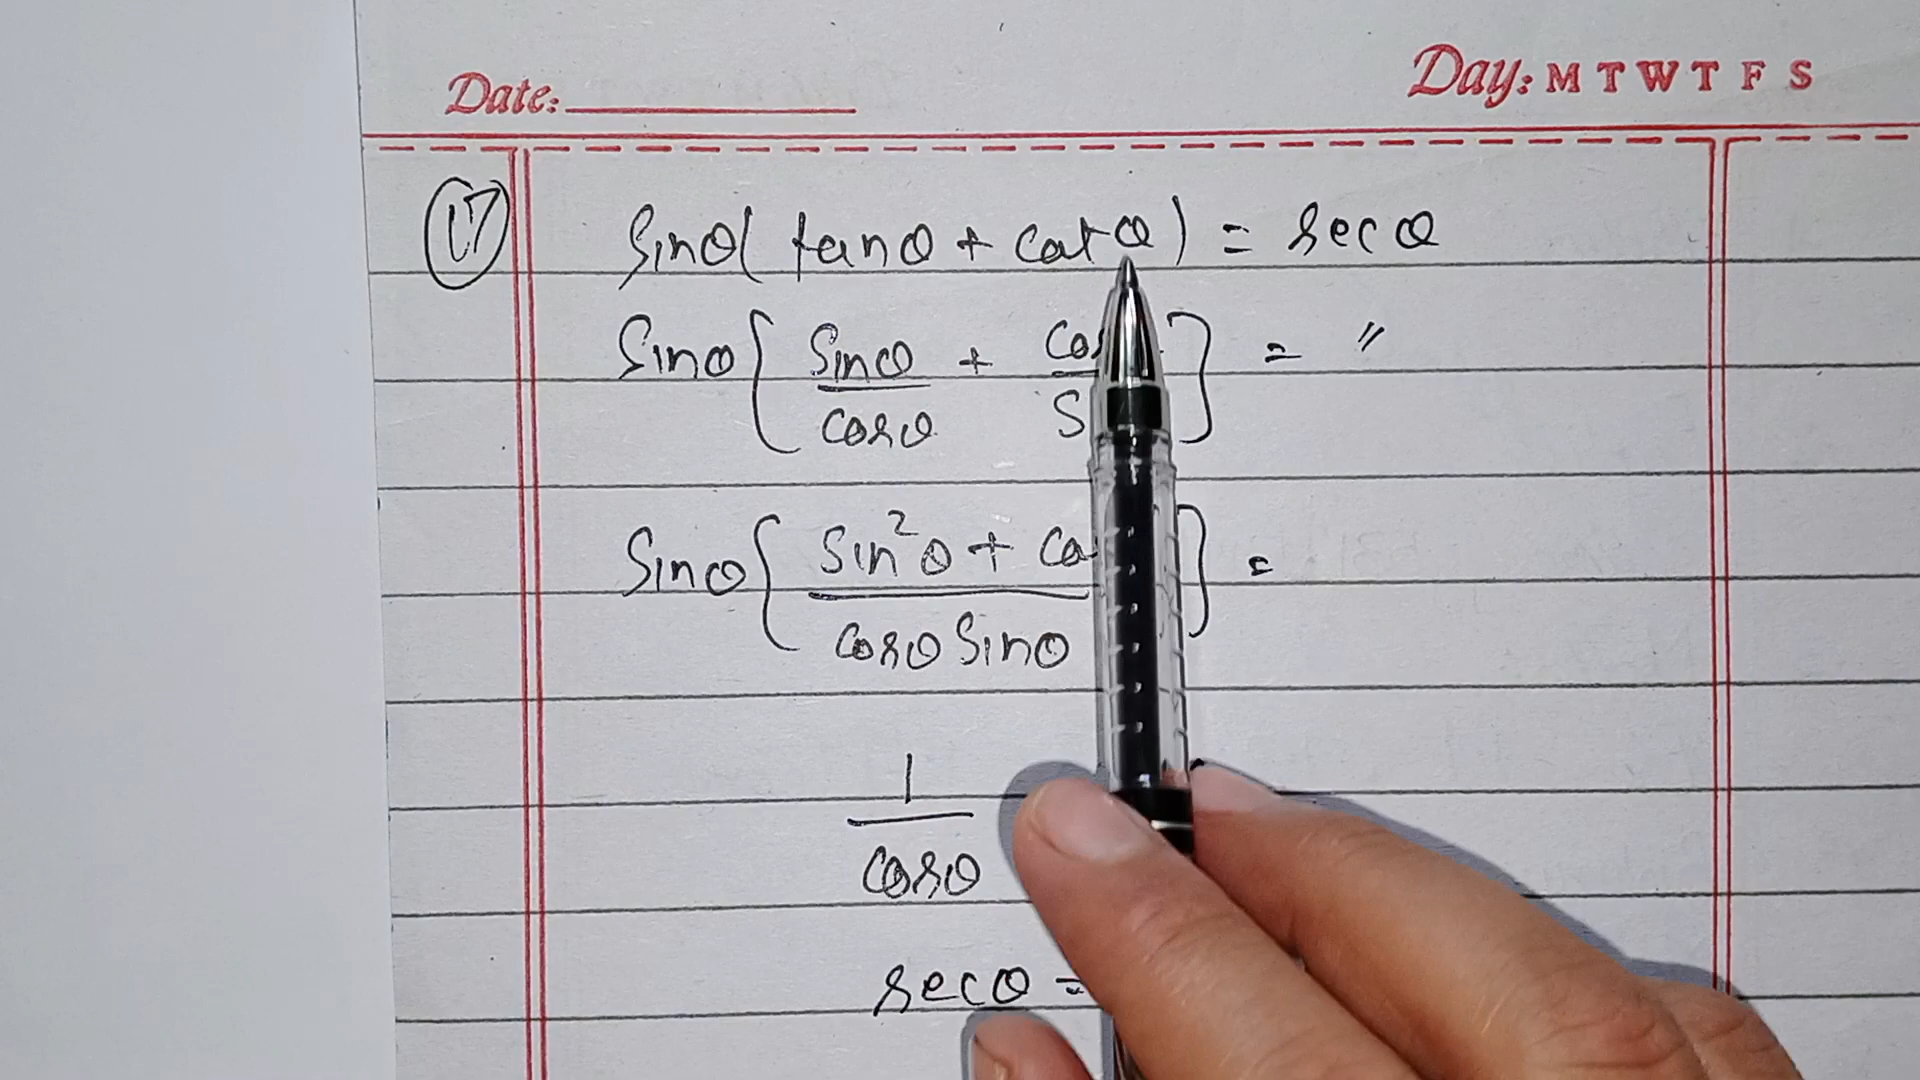 Date: Day: M T W T F S
17 sinθ( tanθ + cotθ ) = secθ
sinθ { sinθ/cosθ + } = "
sinθ { sin²θ + / cosθ sinθ } =
1/cosθ
secθ =